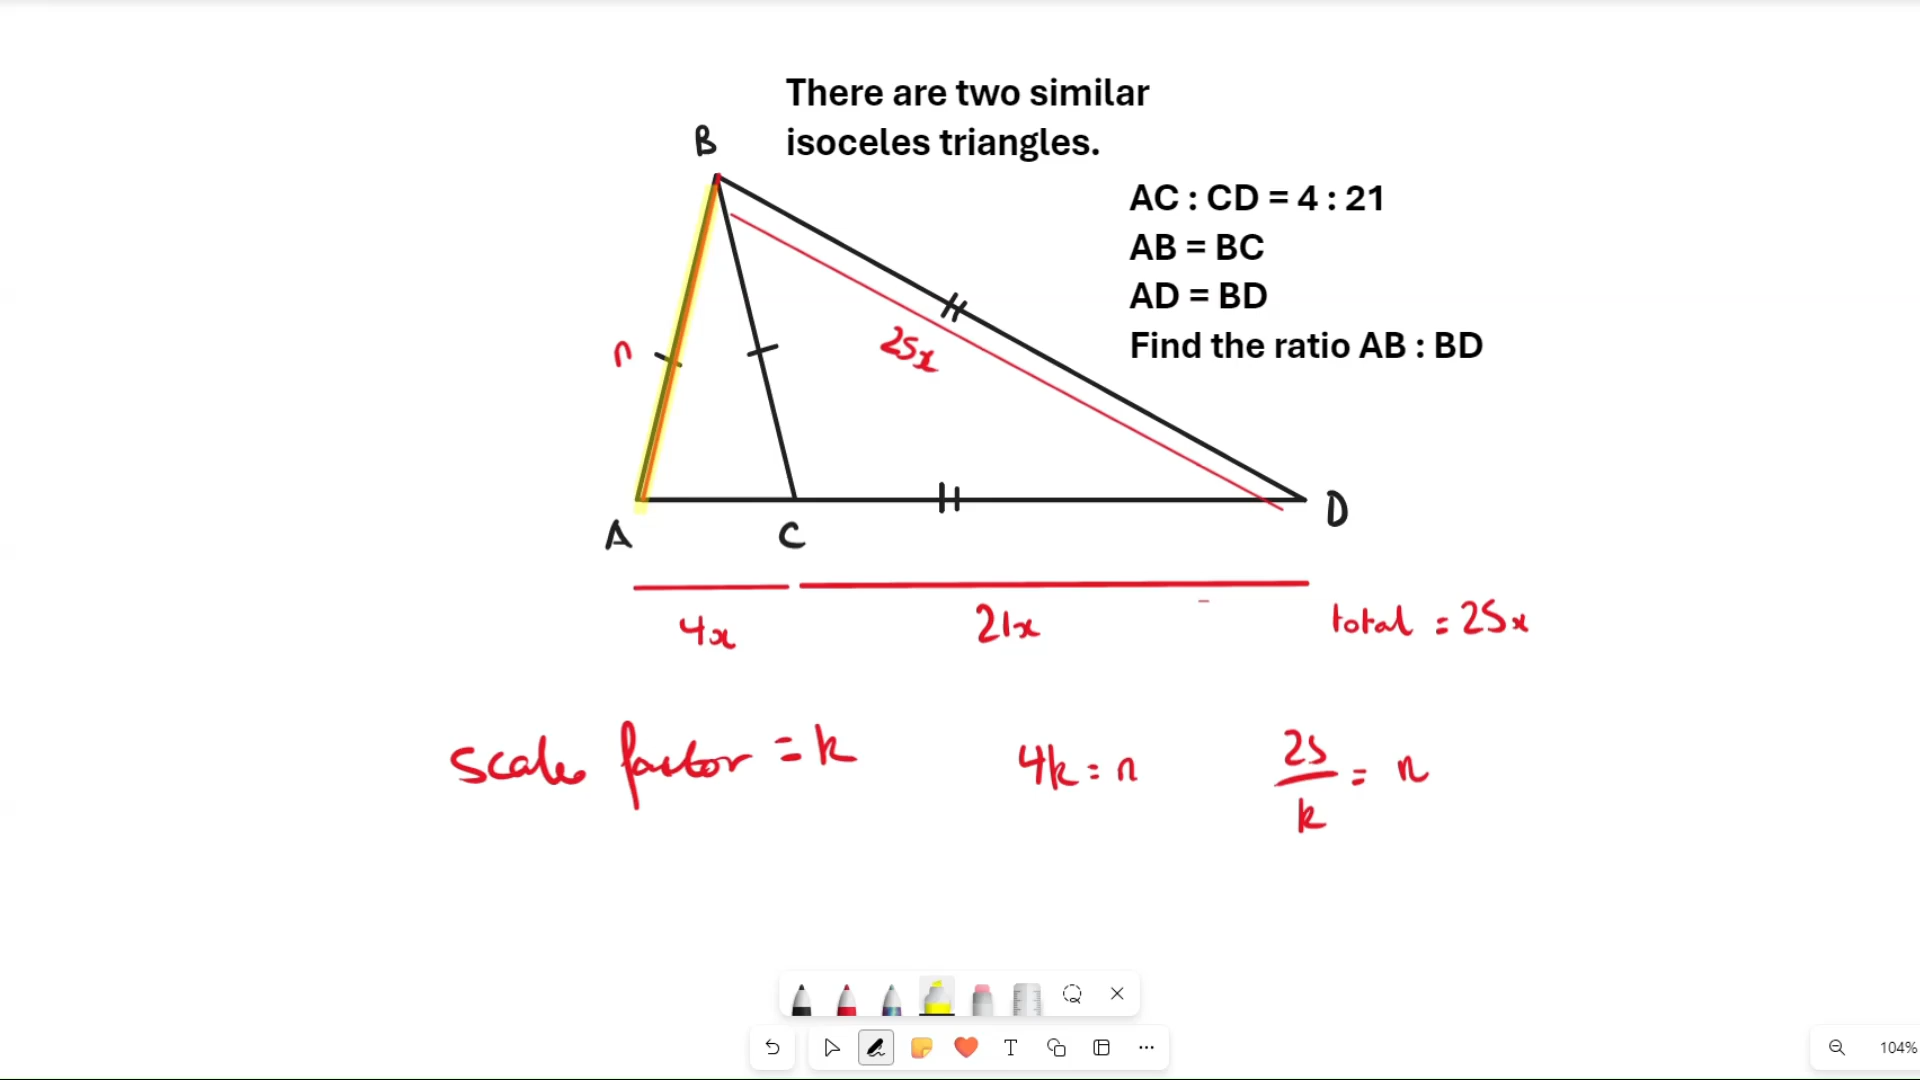 There are two similar
isoceles triangles.
B
AC : CD = 4 : 21
AB = BC
AD = BD
Find the ratio AB : BD
n
25x
A
C
D
4x
21x
total = 25x
scale factor = k
4k = n
25/k = n
T
104%